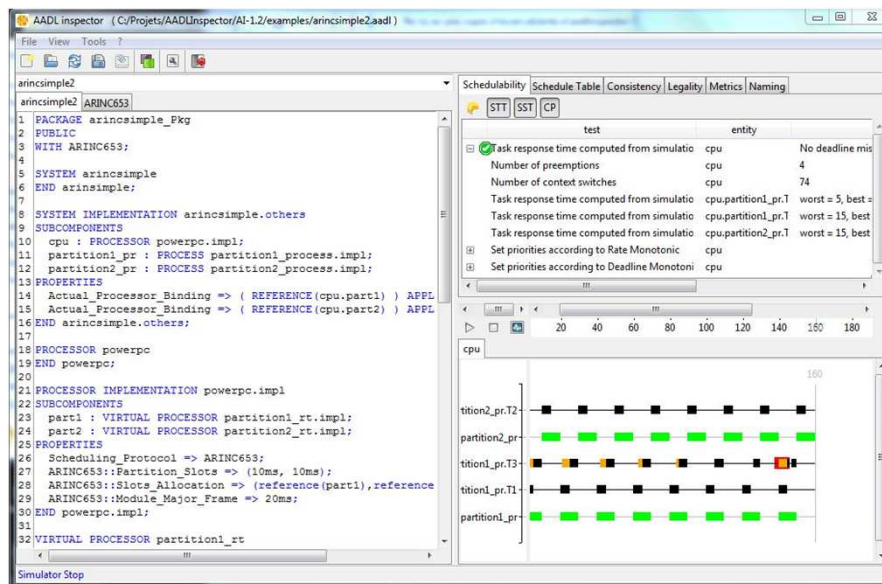 AADL inspector ( C:/Projets/AADLInspector/AI-1.2/examples/arincsimple2.aadl )
File View Tools ?
arincsimple2
arincsimple2 ARINC653
1 PACKAGE arincsimple_Pkg
2 PUBLIC
3 WITH ARINC653;
4
5 SYSTEM arincsimple
6 END arinsimple;
7
8 SYSTEM IMPLEMENTATION arincsimple.others
9 SUBCOMPONENTS
10 cpu : PROCESSOR powerpc.impl;
11 partition1_pr : PROCESS partition1_process.impl;
12 partition2_pr : PROCESS partition2_process.impl;
13 PROPERTIES
14 Actual_Processor_Binding => ( REFERENCE(cpu.part1) ) APPL
15 Actual_Processor_Binding => ( REFERENCE(cpu.part2) ) APPL
16 END arincsimple.others;
17
18 PROCESSOR powerpc
19 END powerpc;
20
21 PROCESSOR IMPLEMENTATION powerpc.impl
22 SUBCOMPONENTS
23 part1 : VIRTUAL PROCESSOR partition1_rt.impl;
24 part2 : VIRTUAL PROCESSOR partition2_rt.impl;
25 PROPERTIES
26 Scheduling_Protocol => ARINC653;
27 ARINC653::Partition_Slots => (10ms, 10ms);
28 ARINC653::Slots_Allocation => (reference(part1),reference
29 ARINC653::Module_Major_Frame => 20ms;
30 END powerpc.impl;
31
32 VIRTUAL PROCESSOR partition1_rt
Simulator Stop
Schedulability Schedule Table Consistency Legality Metrics Naming
STT SST CP
test entity
Task response time computed from simulatio cpu No deadline mis
Number of preemptions cpu 4
Number of context switches cpu 74
Task response time computed from simulatio cpu.partition1_pr.T worst = 5, best =
Task response time computed from simulatio cpu.partition1_pr.T worst = 15, best
Task response time computed from simulatio cpu.partition2_pr.T worst = 15, best
Set priorities according to Rate Monotonic cpu
Set priorities according to Deadline Monotoni cpu
20 40 60 80 100 120 140 160 180
cpu
160
tition2_pr.T2
partition2_pr
tition1_pr.T3
tition1_pr.T1
partition1_pr